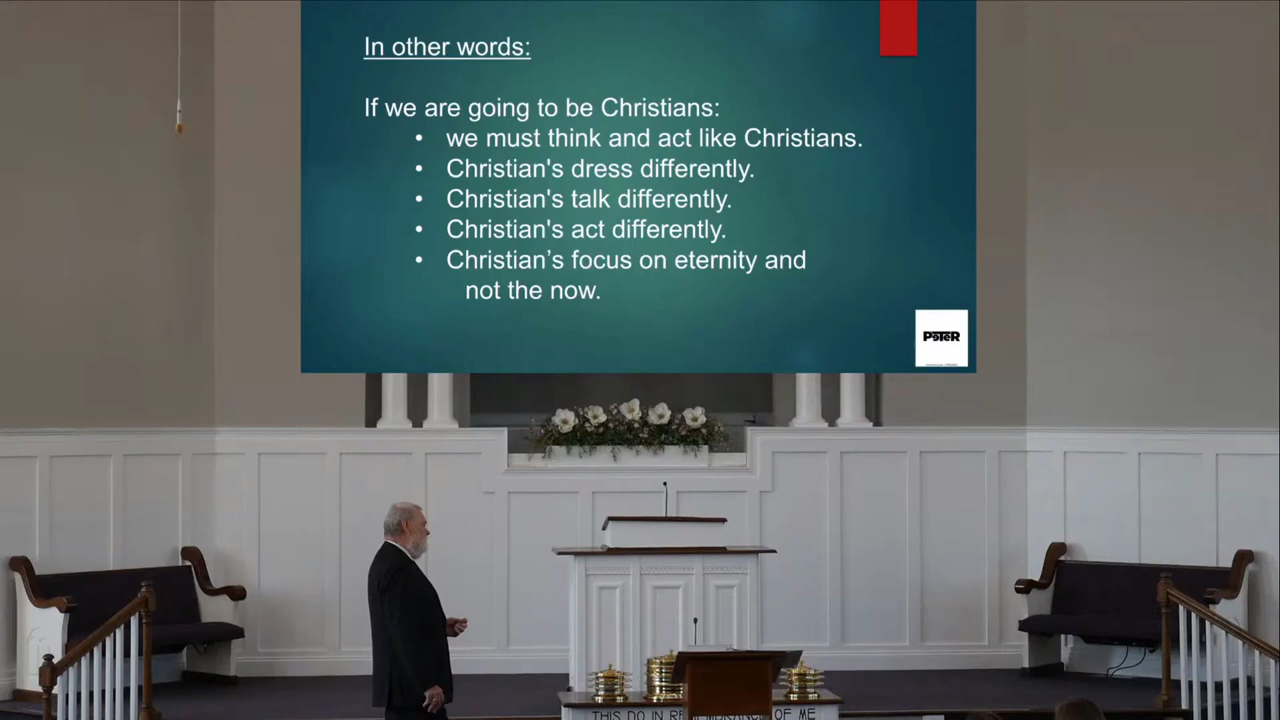 In other words:
If we are going to be Christians:
• we must think and act like Christians.
• Christian's dress differently.
• Christian's talk differently.
• Christian's act differently.
• Christian’s focus on eternity and
not the now.
PeTeR
THIS DO IN RE OF ME